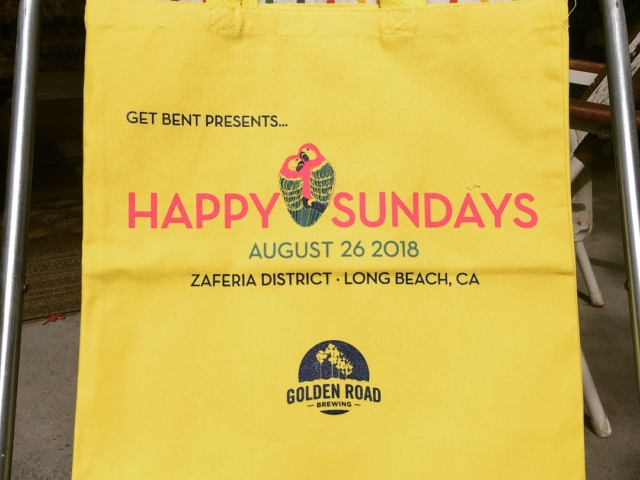 GET BENT PRESENTS...
HAPPY SUNDAYS
AUGUST 26 2018
ZAFERIA DISTRICT · LONG BEACH, CA
GOLDEN ROAD
– BREWING –